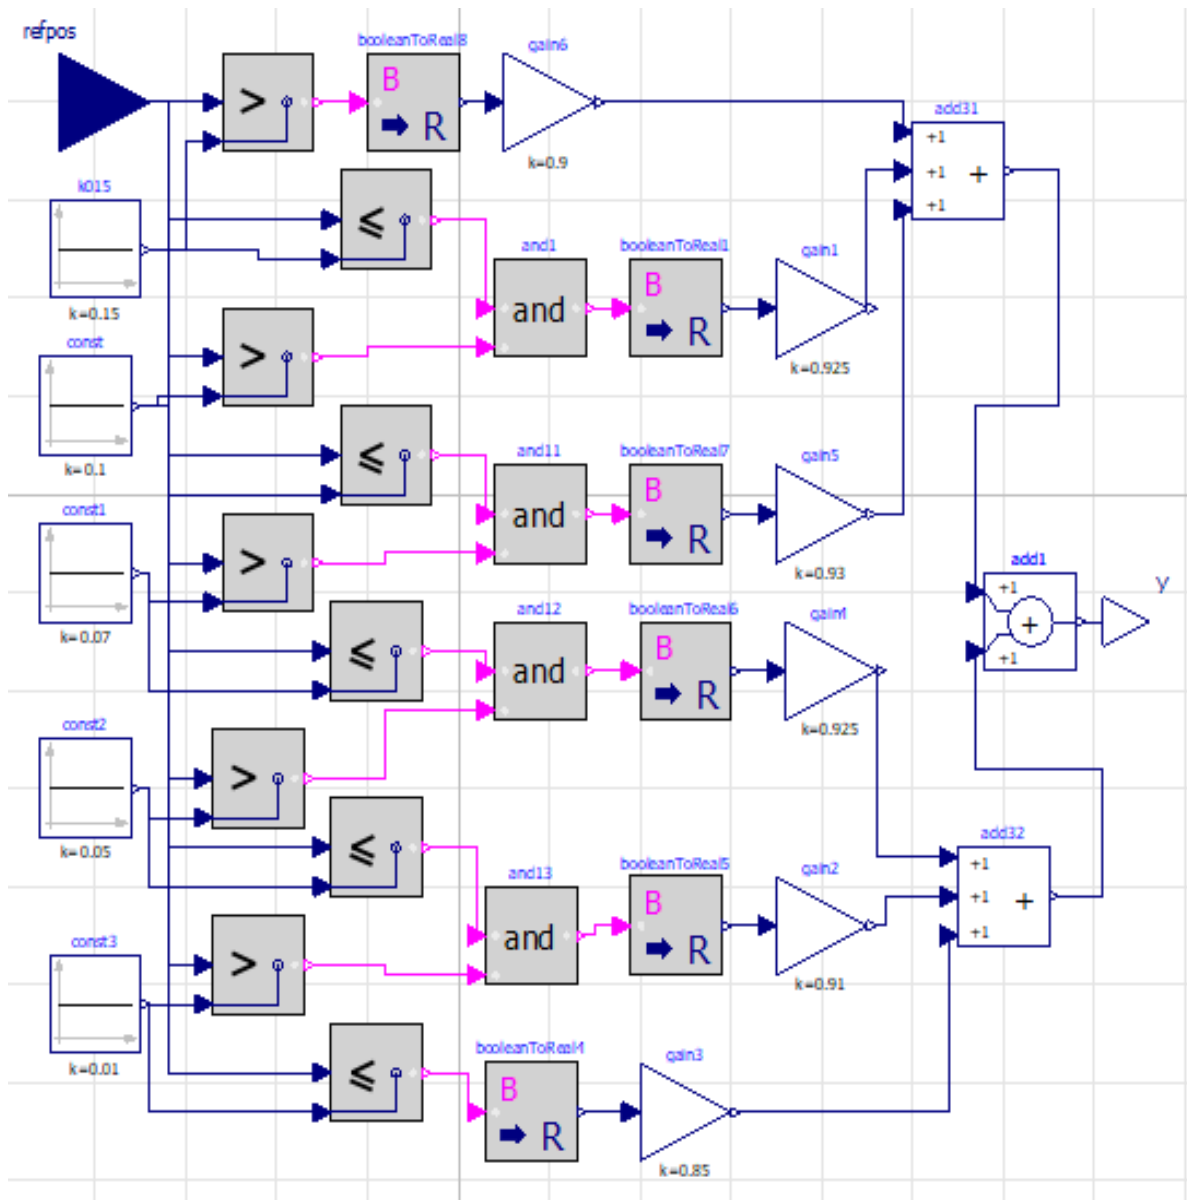 refpos
booleanToReal8
gain6
>
B
R
k=0.9
add31
+1
+1
+
+1
k015
≤
k=0.15
and1
booleanToReal1
gain1
and
B
R
k=0.925
const
>
k=0.1
≤
and11
booleanToReal7
gain5
and
B
R
k=0.93
const1
>
k=0.07
add1
+1
+
+1
y
≤
and12
booleanToReal6
gain4
and
B
R
k=0.925
const2
>
k=0.05
≤
and13
booleanToReal5
gain2
and
B
R
k=0.91
add32
+1
+1
+
+1
const3
>
k=0.01
≤
booleanToReal4
gain3
B
R
k=0.85